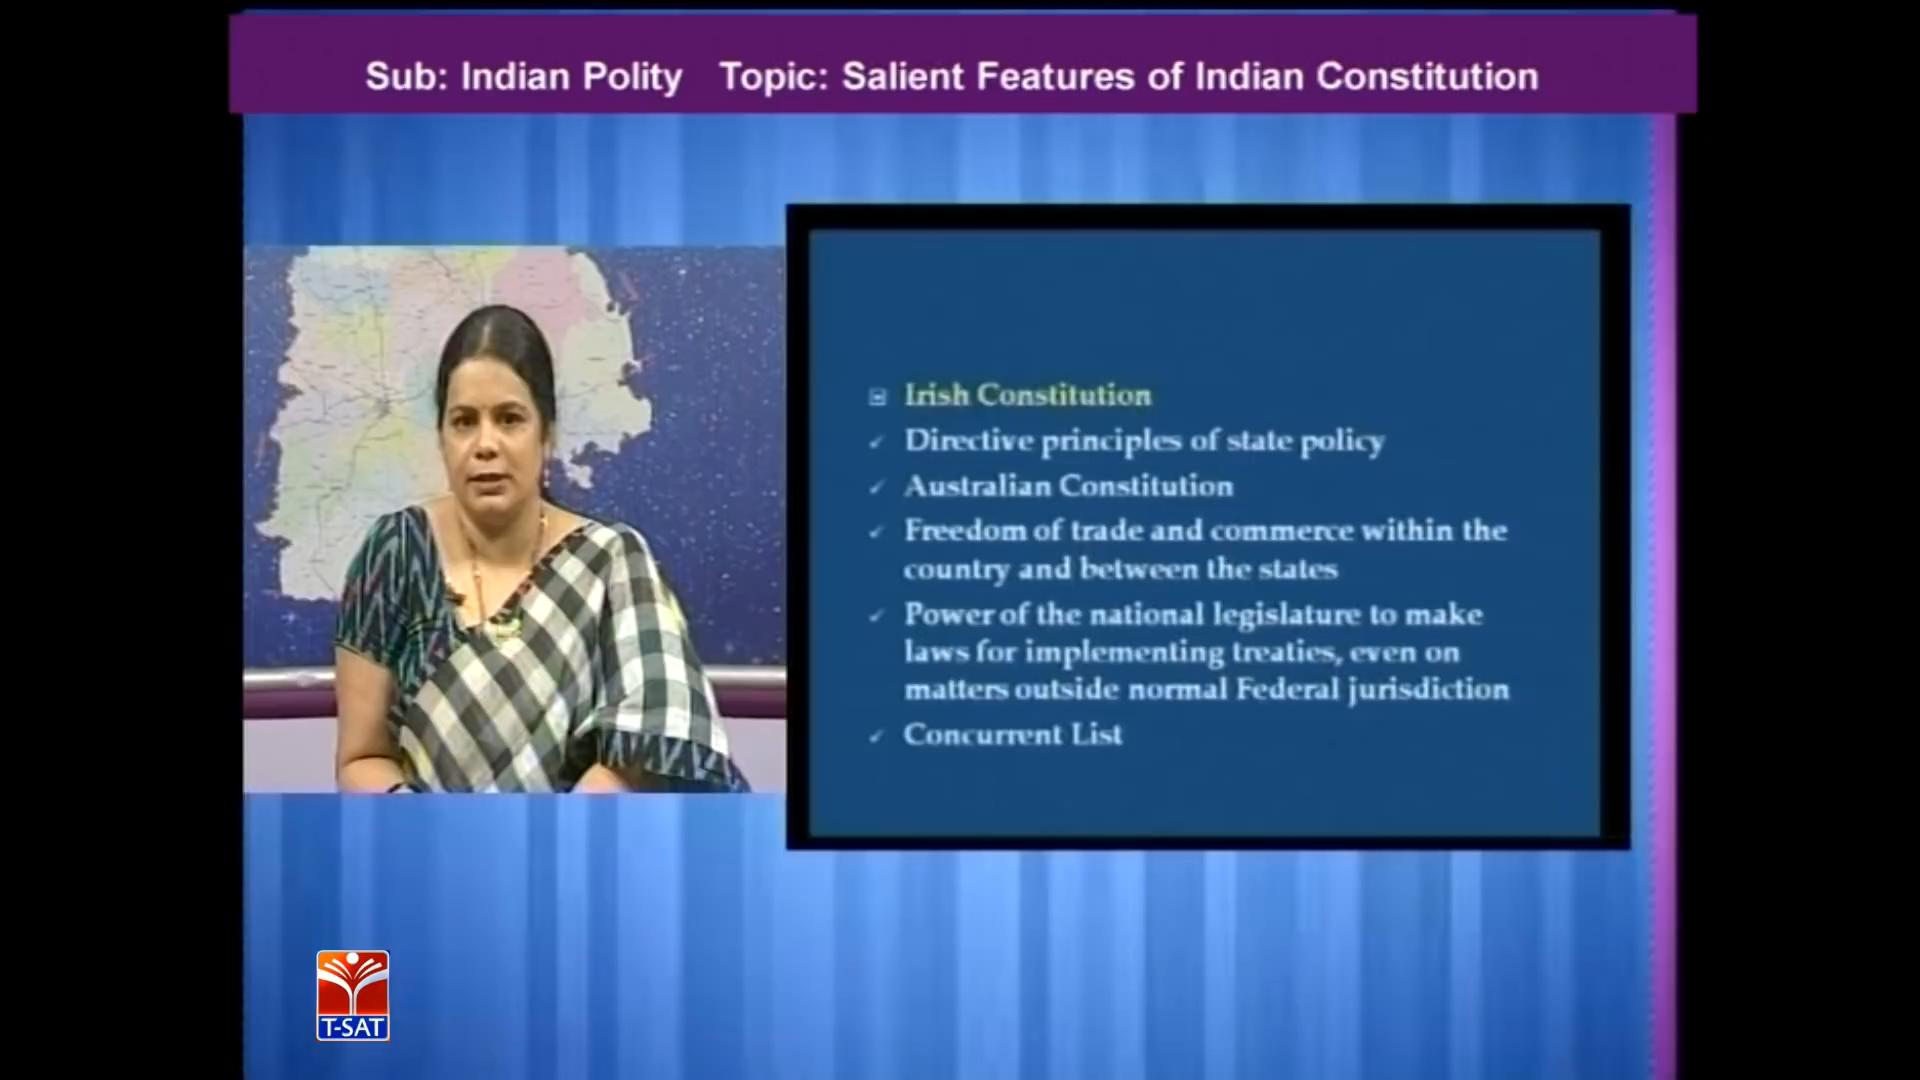 Sub: Indian Polity Topic: Salient Features of Indian Constitution
Irish Constitution
Directive principles of state policy
Australian Constitution
Freedom of trade and commerce within the
country and between the states
Power of the national legislature to make
laws for implementing treaties, even on
matters outside normal Federal jurisdiction
Concurrent List
T-SAT